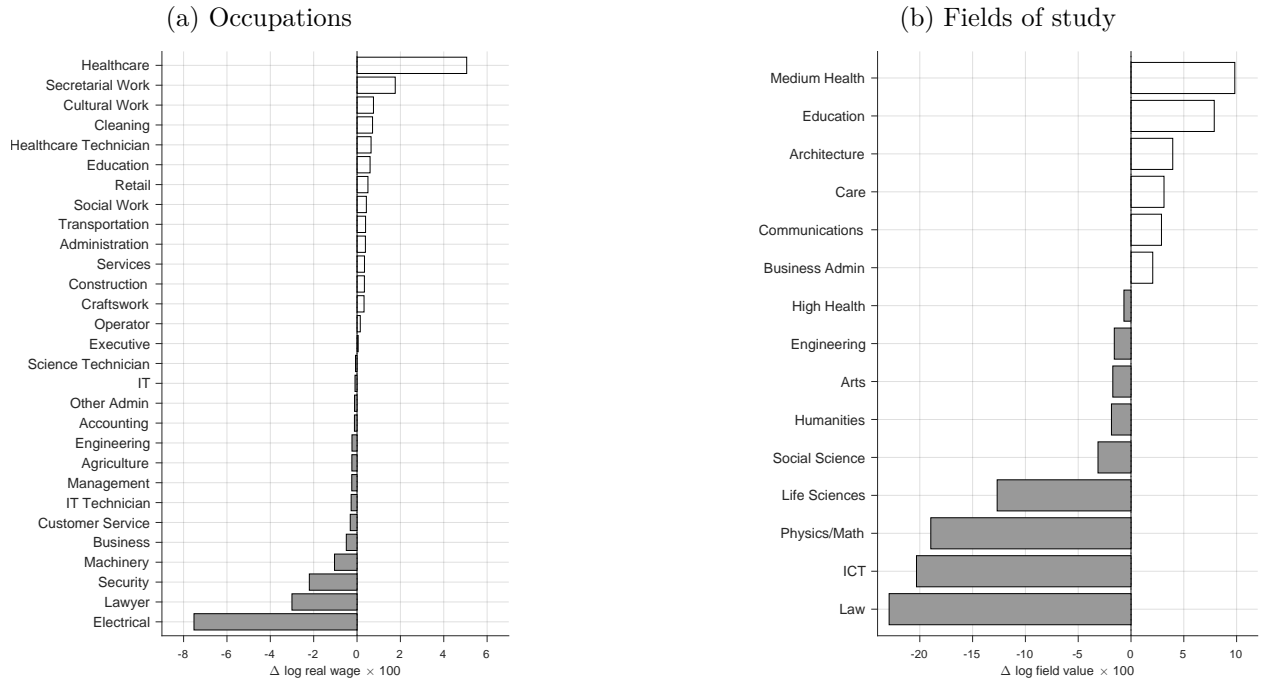 (a) Occupations
Healthcare
Secretarial Work
Cultural Work
Cleaning
Healthcare Technician
Education
Retail
Social Work
Transportation
Administration
Services
Construction
Craftswork
Operator
Executive
Science Technician
IT
Other Admin
Accounting
Engineering
Agriculture
Management
IT Technician
Customer Service
Business
Machinery
Security
Lawyer
Electrical
-8 -6 -4 -2 0 2 4 6
Δ log real wage × 100
(b) Fields of study
Medium Health
Education
Architecture
Care
Communications
Business Admin
High Health
Engineering
Arts
Humanities
Social Science
Life Sciences
Physics/Math
ICT
Law
-20 -15 -10 -5 0 5 10
Δ log field value × 100